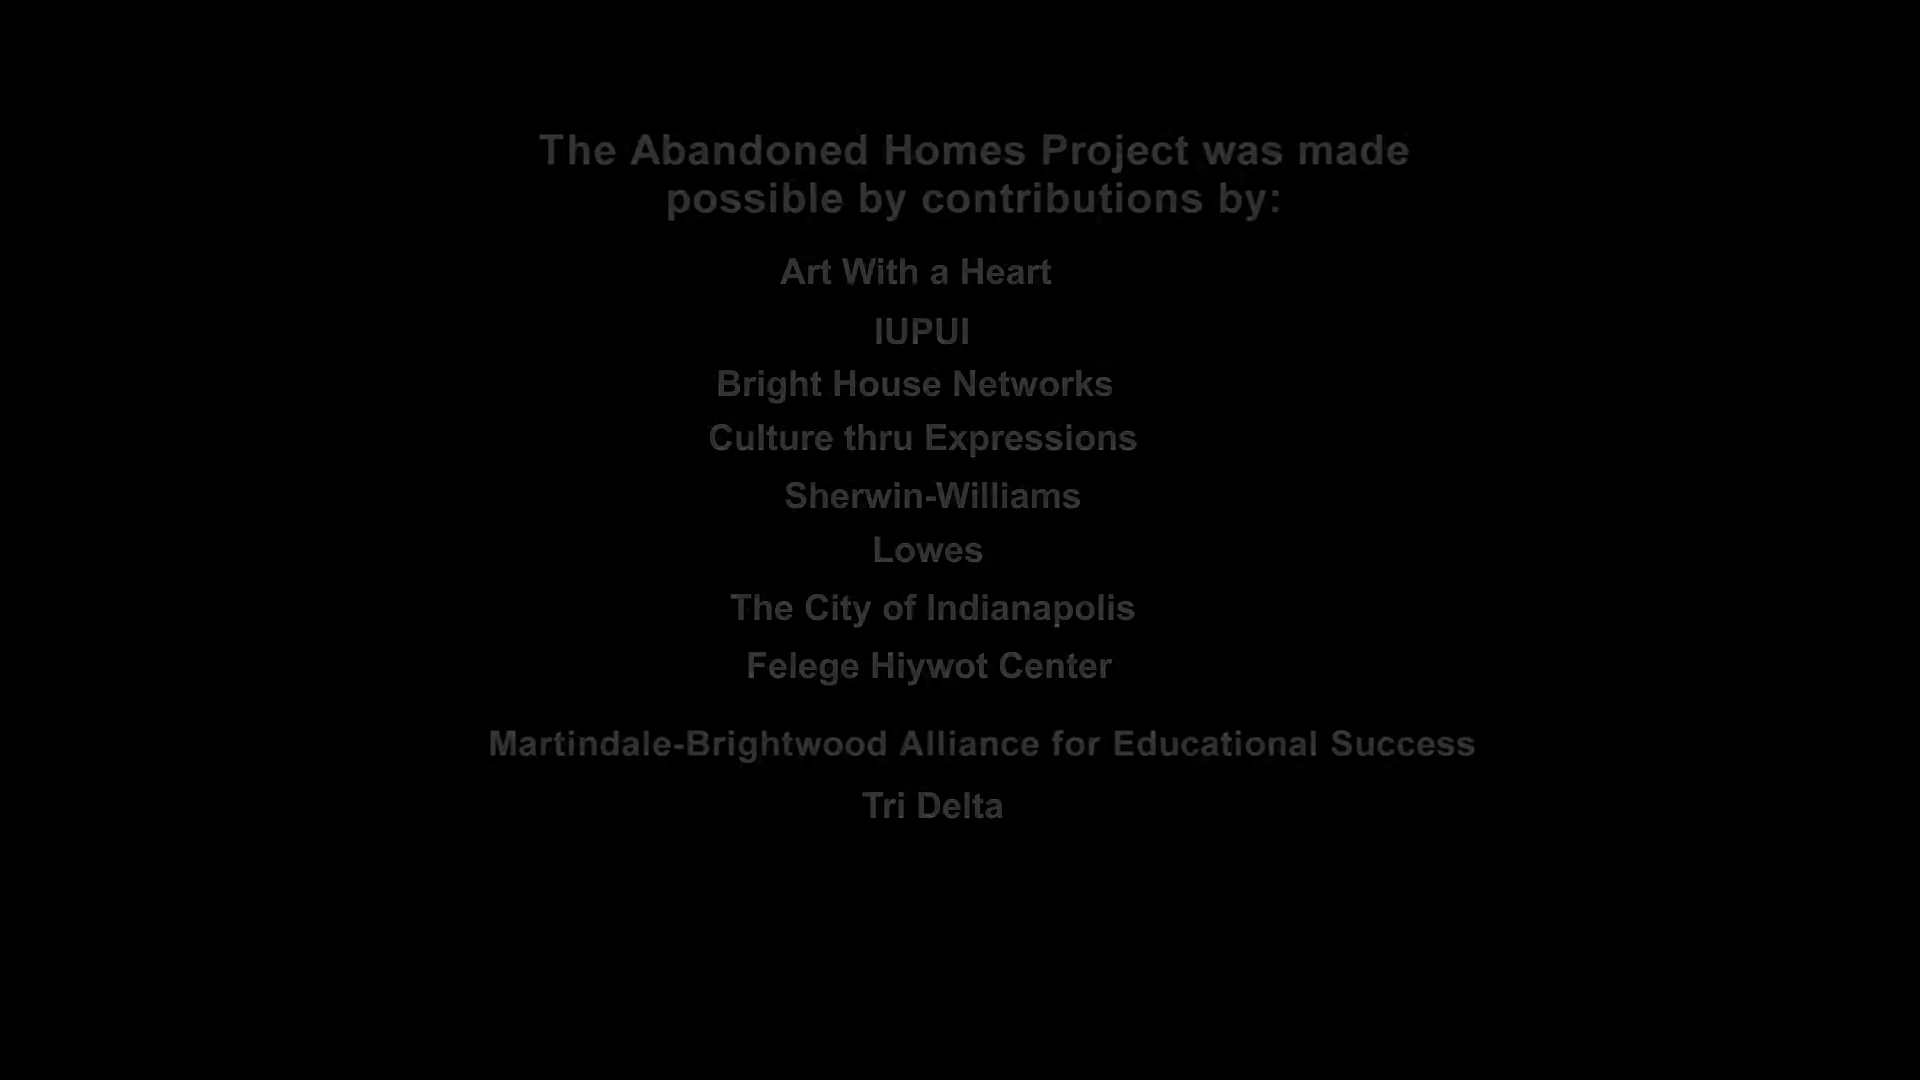 The Abandoned Homes Project was made
possible by contributions by:
Art With a Heart
IUPUI
Bright House Networks
Culture thru Expressions
Sherwin-Williams
Lowes
The City of Indianapolis
Felege Hiywot Center
Martindale-Brightwood Alliance for Educational Success
Tri Delta